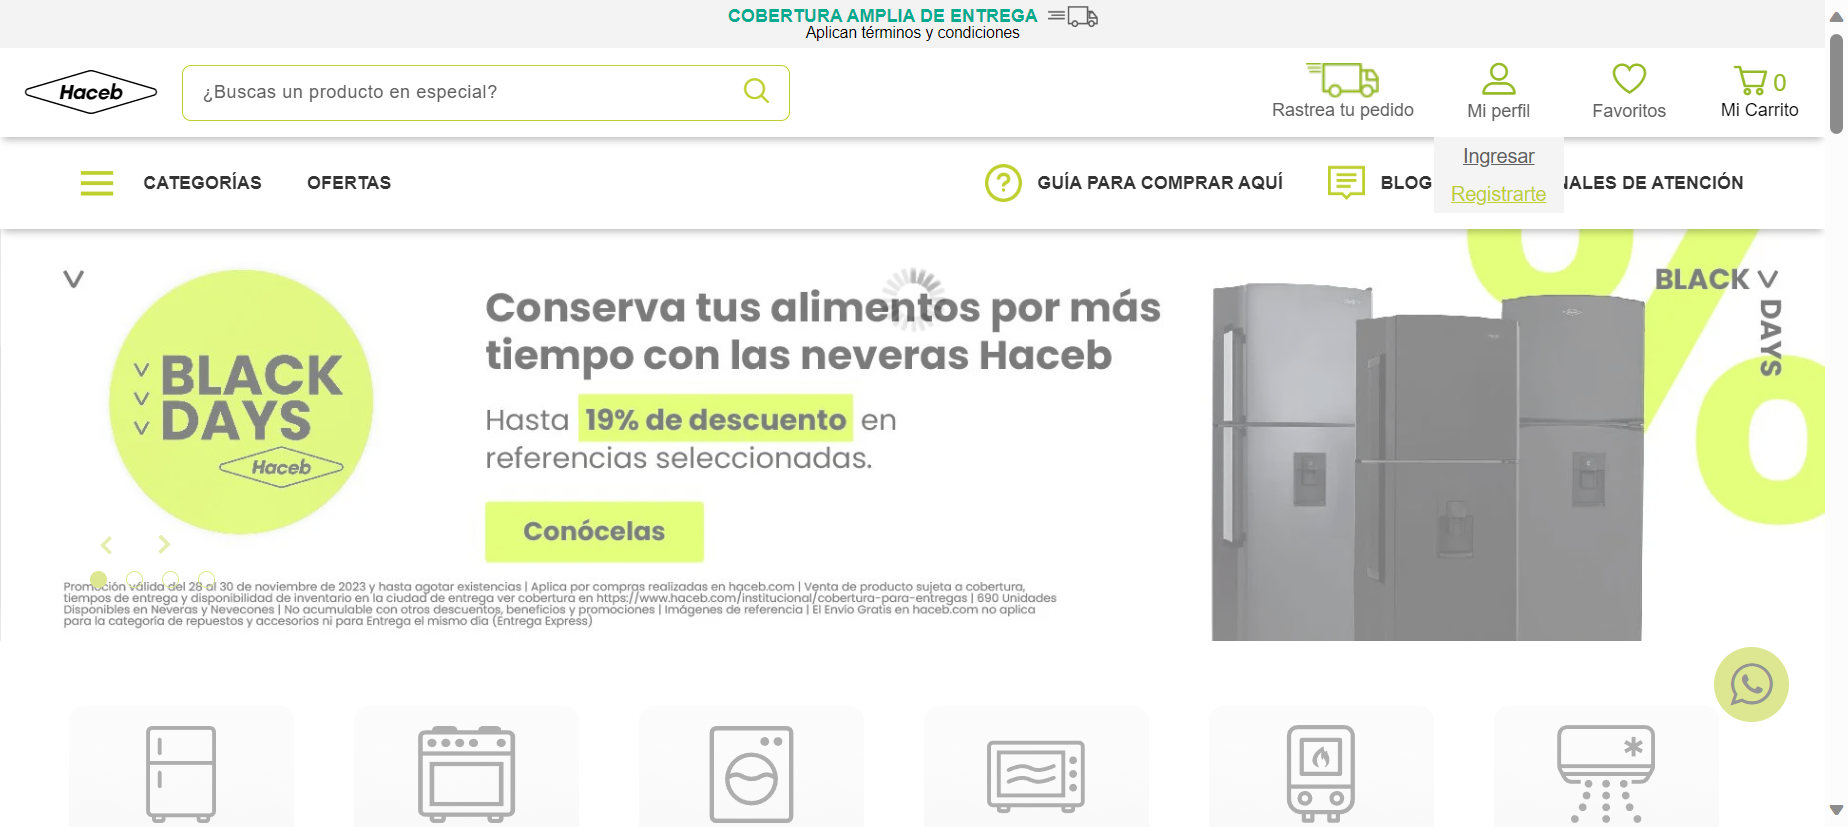 COBERTURA AMPLIA DE ENTREGA
Aplican términos y condiciones
Haceb
¿Buscas un producto en especial?
Rastrea tu pedido
Mi perfil
Favoritos
0
Mi Carrito
Ingresar
Registrarte
CATEGORÍAS
OFERTAS
GUÍA PARA COMPRAR AQUÍ
BLOG
NALES DE ATENCIÓN
BLACK
DAYS
Haceb
Conserva tus alimentos por más
tiempo con las neveras Haceb
Hasta 19% de descuento en
referencias seleccionadas.
Conócelas
BLACK
DAYS
%
Promoción válida del 28 al 30 de noviembre de 2023 y hasta agotar existencias | Aplica por compras realizadas en haceb.com | Venta de producto sujeta a cobertura,
tiempos de entrega y disponibilidad de inventario en la ciudad de entrega ver cobertura en https://www.haceb.com/institucional/cobertura-para-entregas | 690 Unidades
Disponibles en Neveras y Nevecones | No acumulable con otros descuentos, beneficios y promociones | Imágenes de referencia | El Envío Gratis en haceb.com no aplica
para la categoría de repuestos y accesorios ni para Entrega el mismo día (Entrega Express)